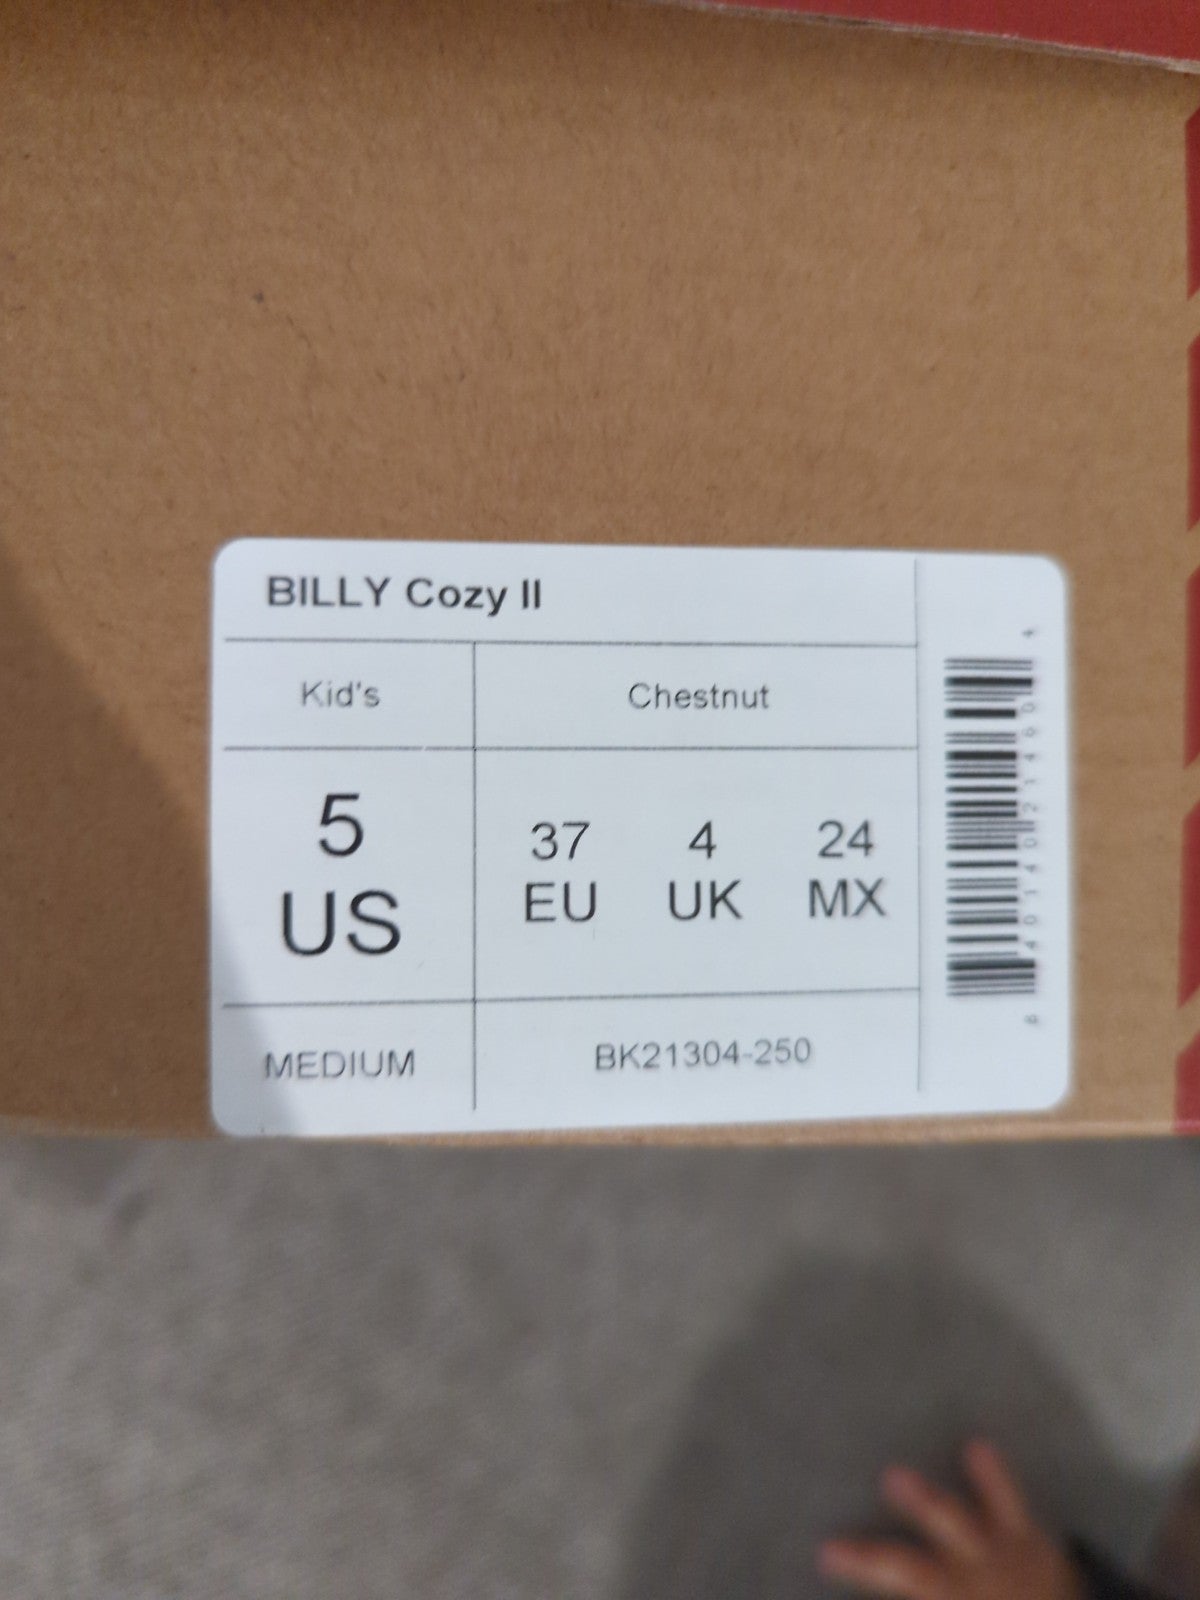 BILLY Cozy II
Kid's
Chestnut
5
US
37 4 24
EU UK MX
MEDIUM
BK21304-250